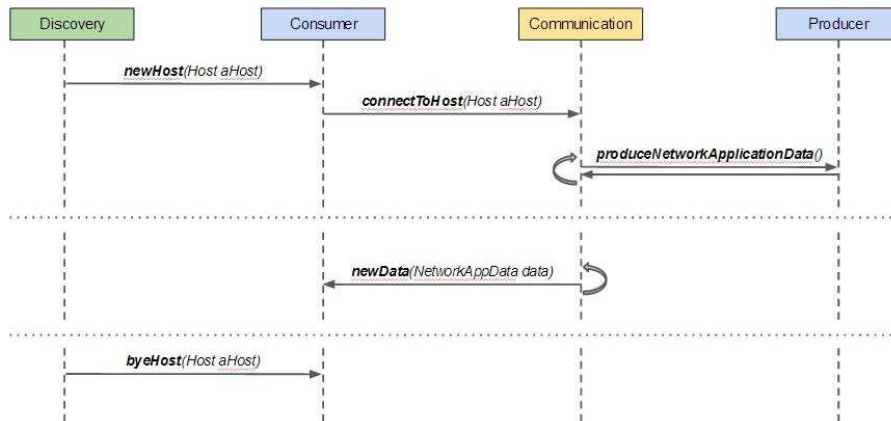 Discovery
Consumer
Communication
Producer
newHost(Host aHost)
connectToHost(Host aHost)
produceNetworkApplicationData()
newData(NetworkAppData data)
byeHost(Host aHost)